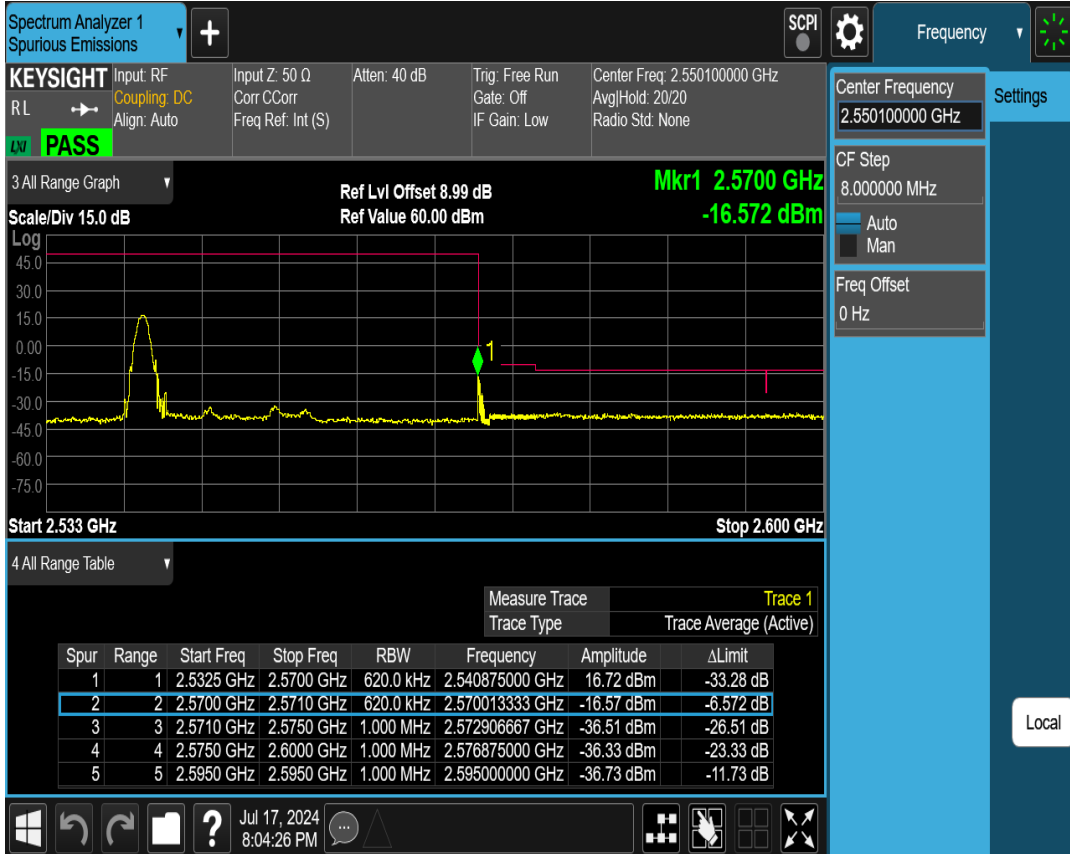 Spectrum Analyzer 1
Spurious Emissions
SCPI
Frequency
KEYSIGHT
RL
LXI
PASS
Input: RF
Coupling: DC
Align: Auto
Input Z: 50 Ω
Corr CCorr
Freq Ref: Int (S)
Atten: 40 dB
Trig: Free Run
Gate: Off
IF Gain: Low
Center Freq: 2.550100000 GHz
Avg|Hold: 20/20
Radio Std: None
Center Frequency
2.550100000 GHz
Settings
CF Step
8.000000 MHz
Auto
Man
Freq Offset
0 Hz
Local
3 All Range Graph
Scale/Div 15.0 dB
Ref Lvl Offset 8.99 dB
Ref Value 60.00 dBm
Mkr1 2.5700 GHz
-16.572 dBm
Log
45.0
30.0
15.0
0.00
-15.0
-30.0
-45.0
-60.0
-75.0
1
Start 2.533 GHz
Stop 2.600 GHz
4 All Range Table
Measure Trace Trace 1
Trace Type Trace Average (Active)
Spur Range Start Freq Stop Freq RBW Frequency Amplitude ΔLimit
1 1 2.5325 GHz 2.5700 GHz 620.0 kHz 2.540875000 GHz 16.72 dBm -33.28 dB
2 2 2.5700 GHz 2.5710 GHz 620.0 kHz 2.570013333 GHz -16.57 dBm -6.572 dB
3 3 2.5710 GHz 2.5750 GHz 1.000 MHz 2.572906667 GHz -36.51 dBm -26.51 dB
4 4 2.5750 GHz 2.6000 GHz 1.000 MHz 2.576875000 GHz -36.33 dBm -23.33 dB
5 5 2.5950 GHz 2.5950 GHz 1.000 MHz 2.595000000 GHz -36.73 dBm -11.73 dB
?
Jul 17, 2024
8:04:26 PM